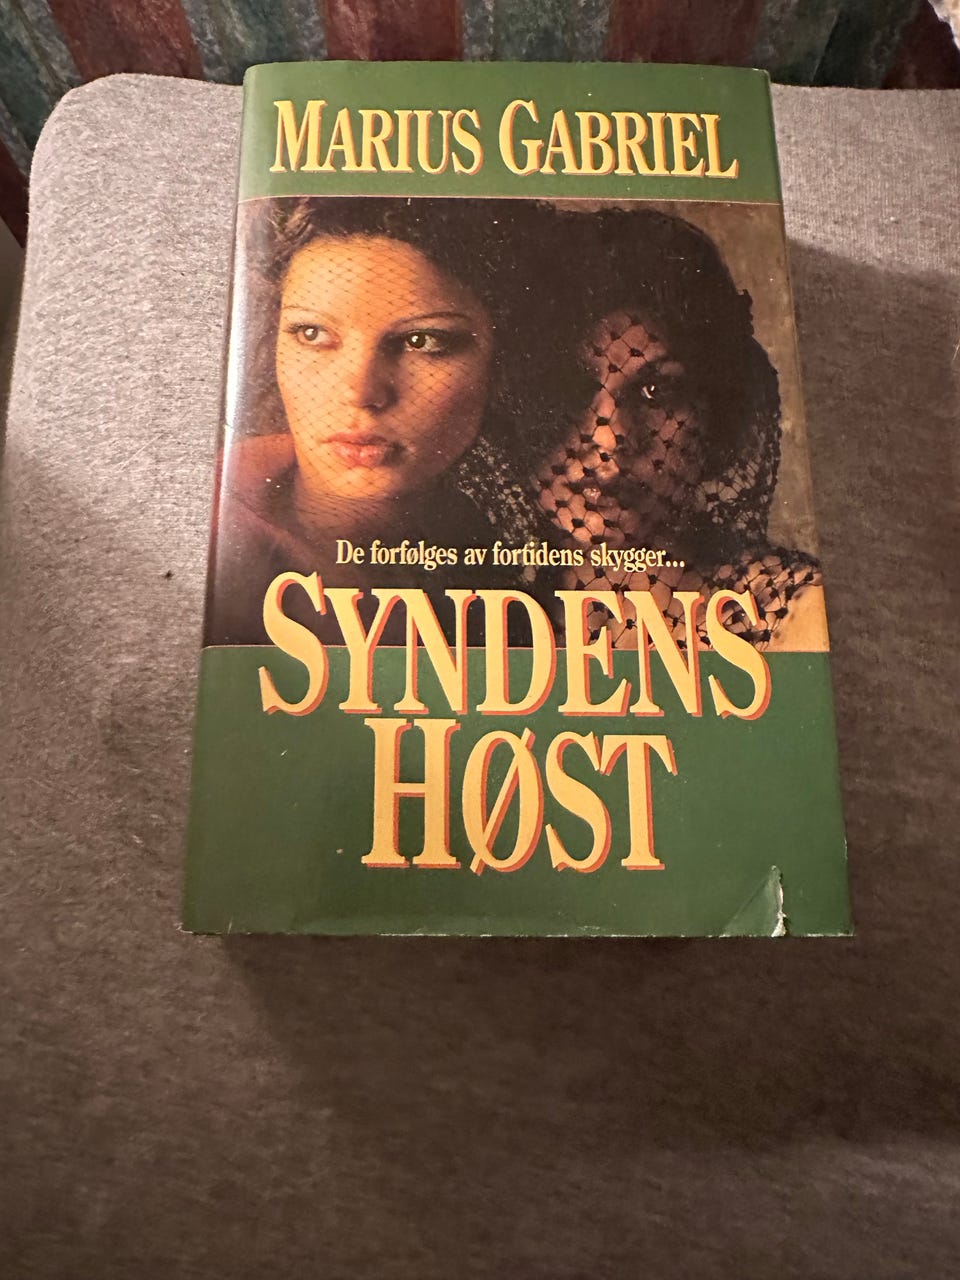 MARIUS GABRIEL
De forfølges av fortidens skygger...
SYNDENS
HØST